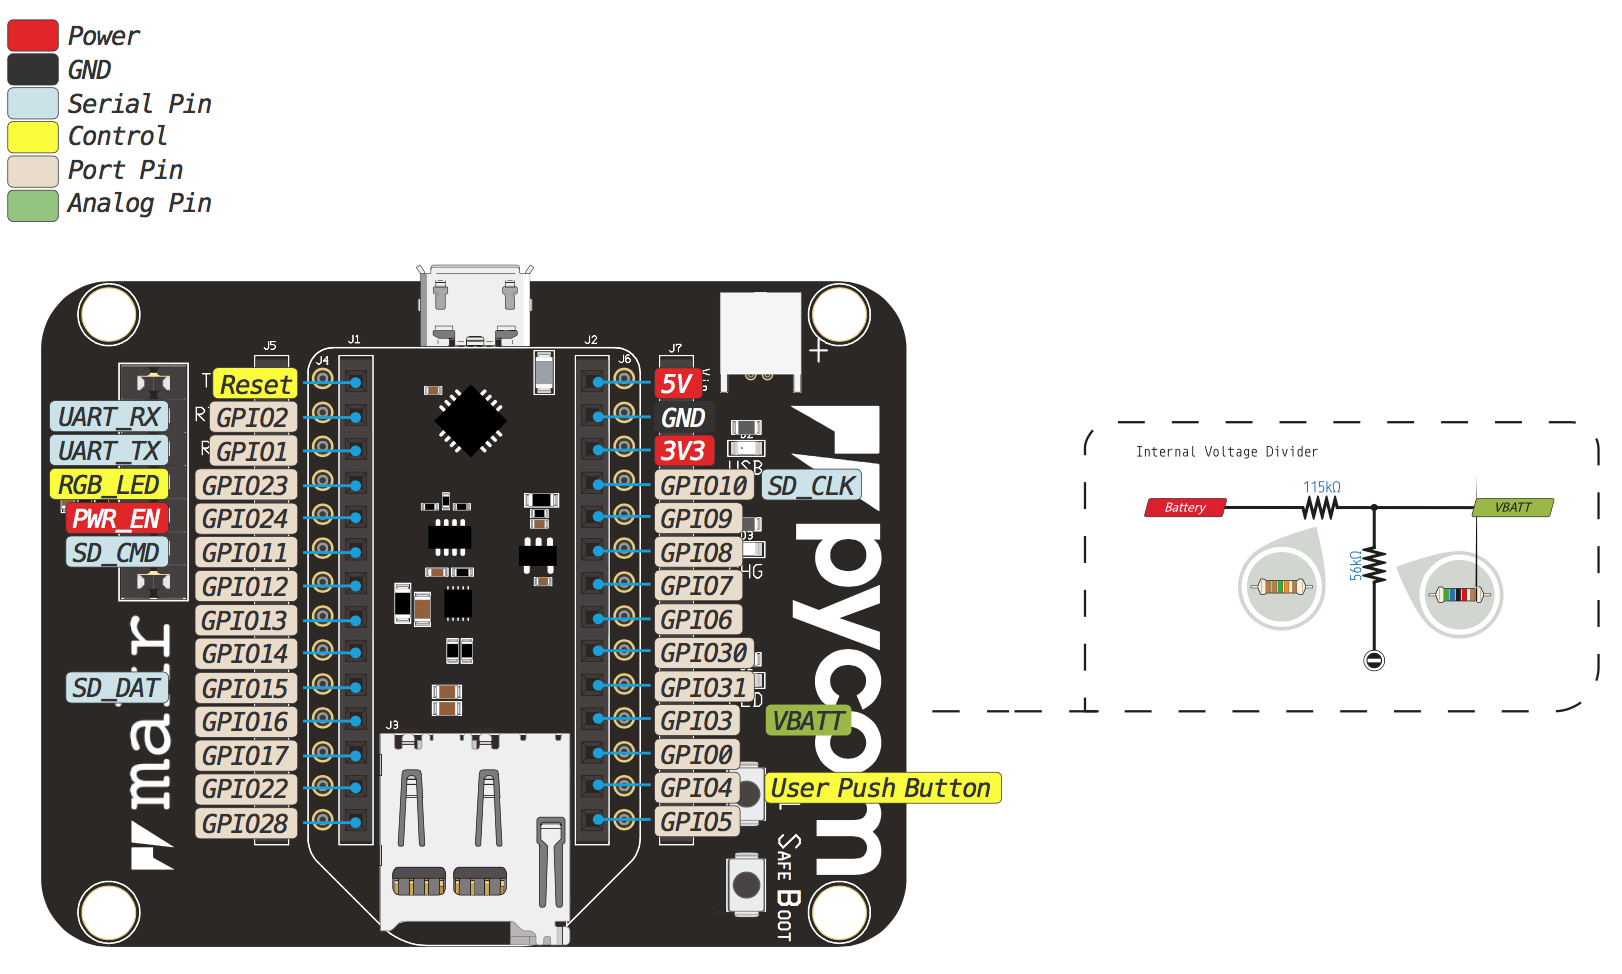 Power
GND
Serial Pin
Control
Port Pin
Analog Pin
J5
J4
J1
J2
J6
J7
Reset
UART_RX GPIO2
UART_TX GPIO1
RGB_LED GPIO23
PWR_EN GPIO24
SD_CMD GPIO11
GPIO12
GPIO13
GPIO14
SD_DAT GPIO15
GPIO16
GPIO17
GPIO22
GPIO28
J3
5V
+
GND
3V3
USB
GPIO10 SD_CLK
GPIO9
GPIO8
GPIO7
GPIO6
GPIO30
GPIO31
GPIO3 VBATT
GPIO0
GPIO4 User Push Button
GPIO5
SAFE BOOT
pycom
Internal Voltage Divider
115kΩ
Battery
VBATT
56kΩ